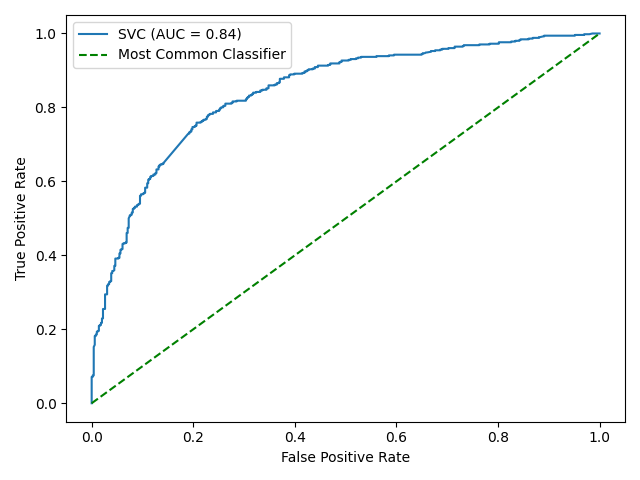 SVC (AUC = 0.84)
Most Common Classifier
True Positive Rate
1.0
0.8
0.6
0.4
0.2
0.0
0.0 0.2 0.4 0.6 0.8 1.0
False Positive Rate